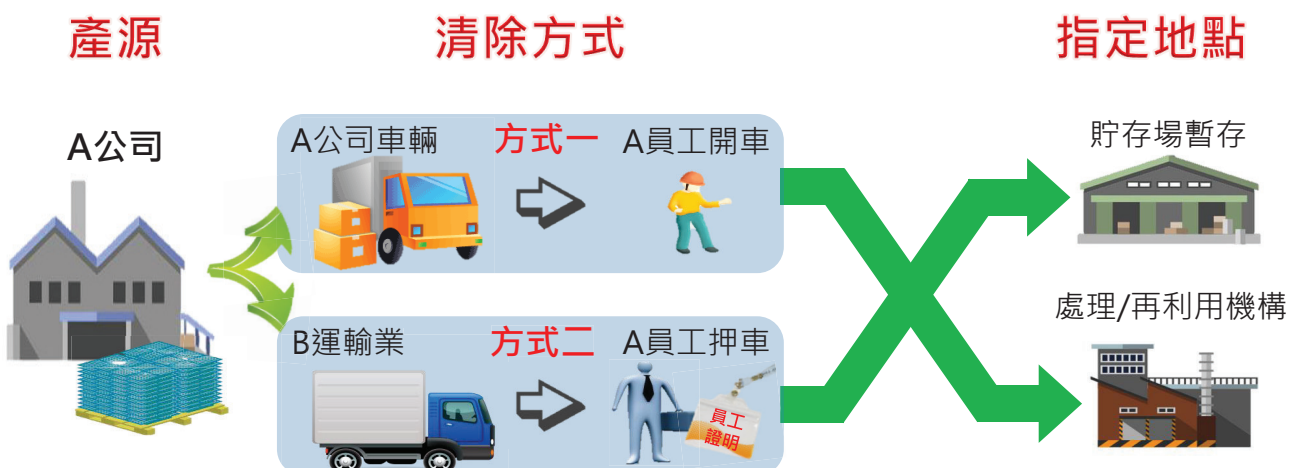 產源
清除方式
指定地點
A公司
A公司車輛
方式一
A員工開車
貯存場暫存
B運輸業
方式二
A員工押車
員工
證明
處理/再利用機構